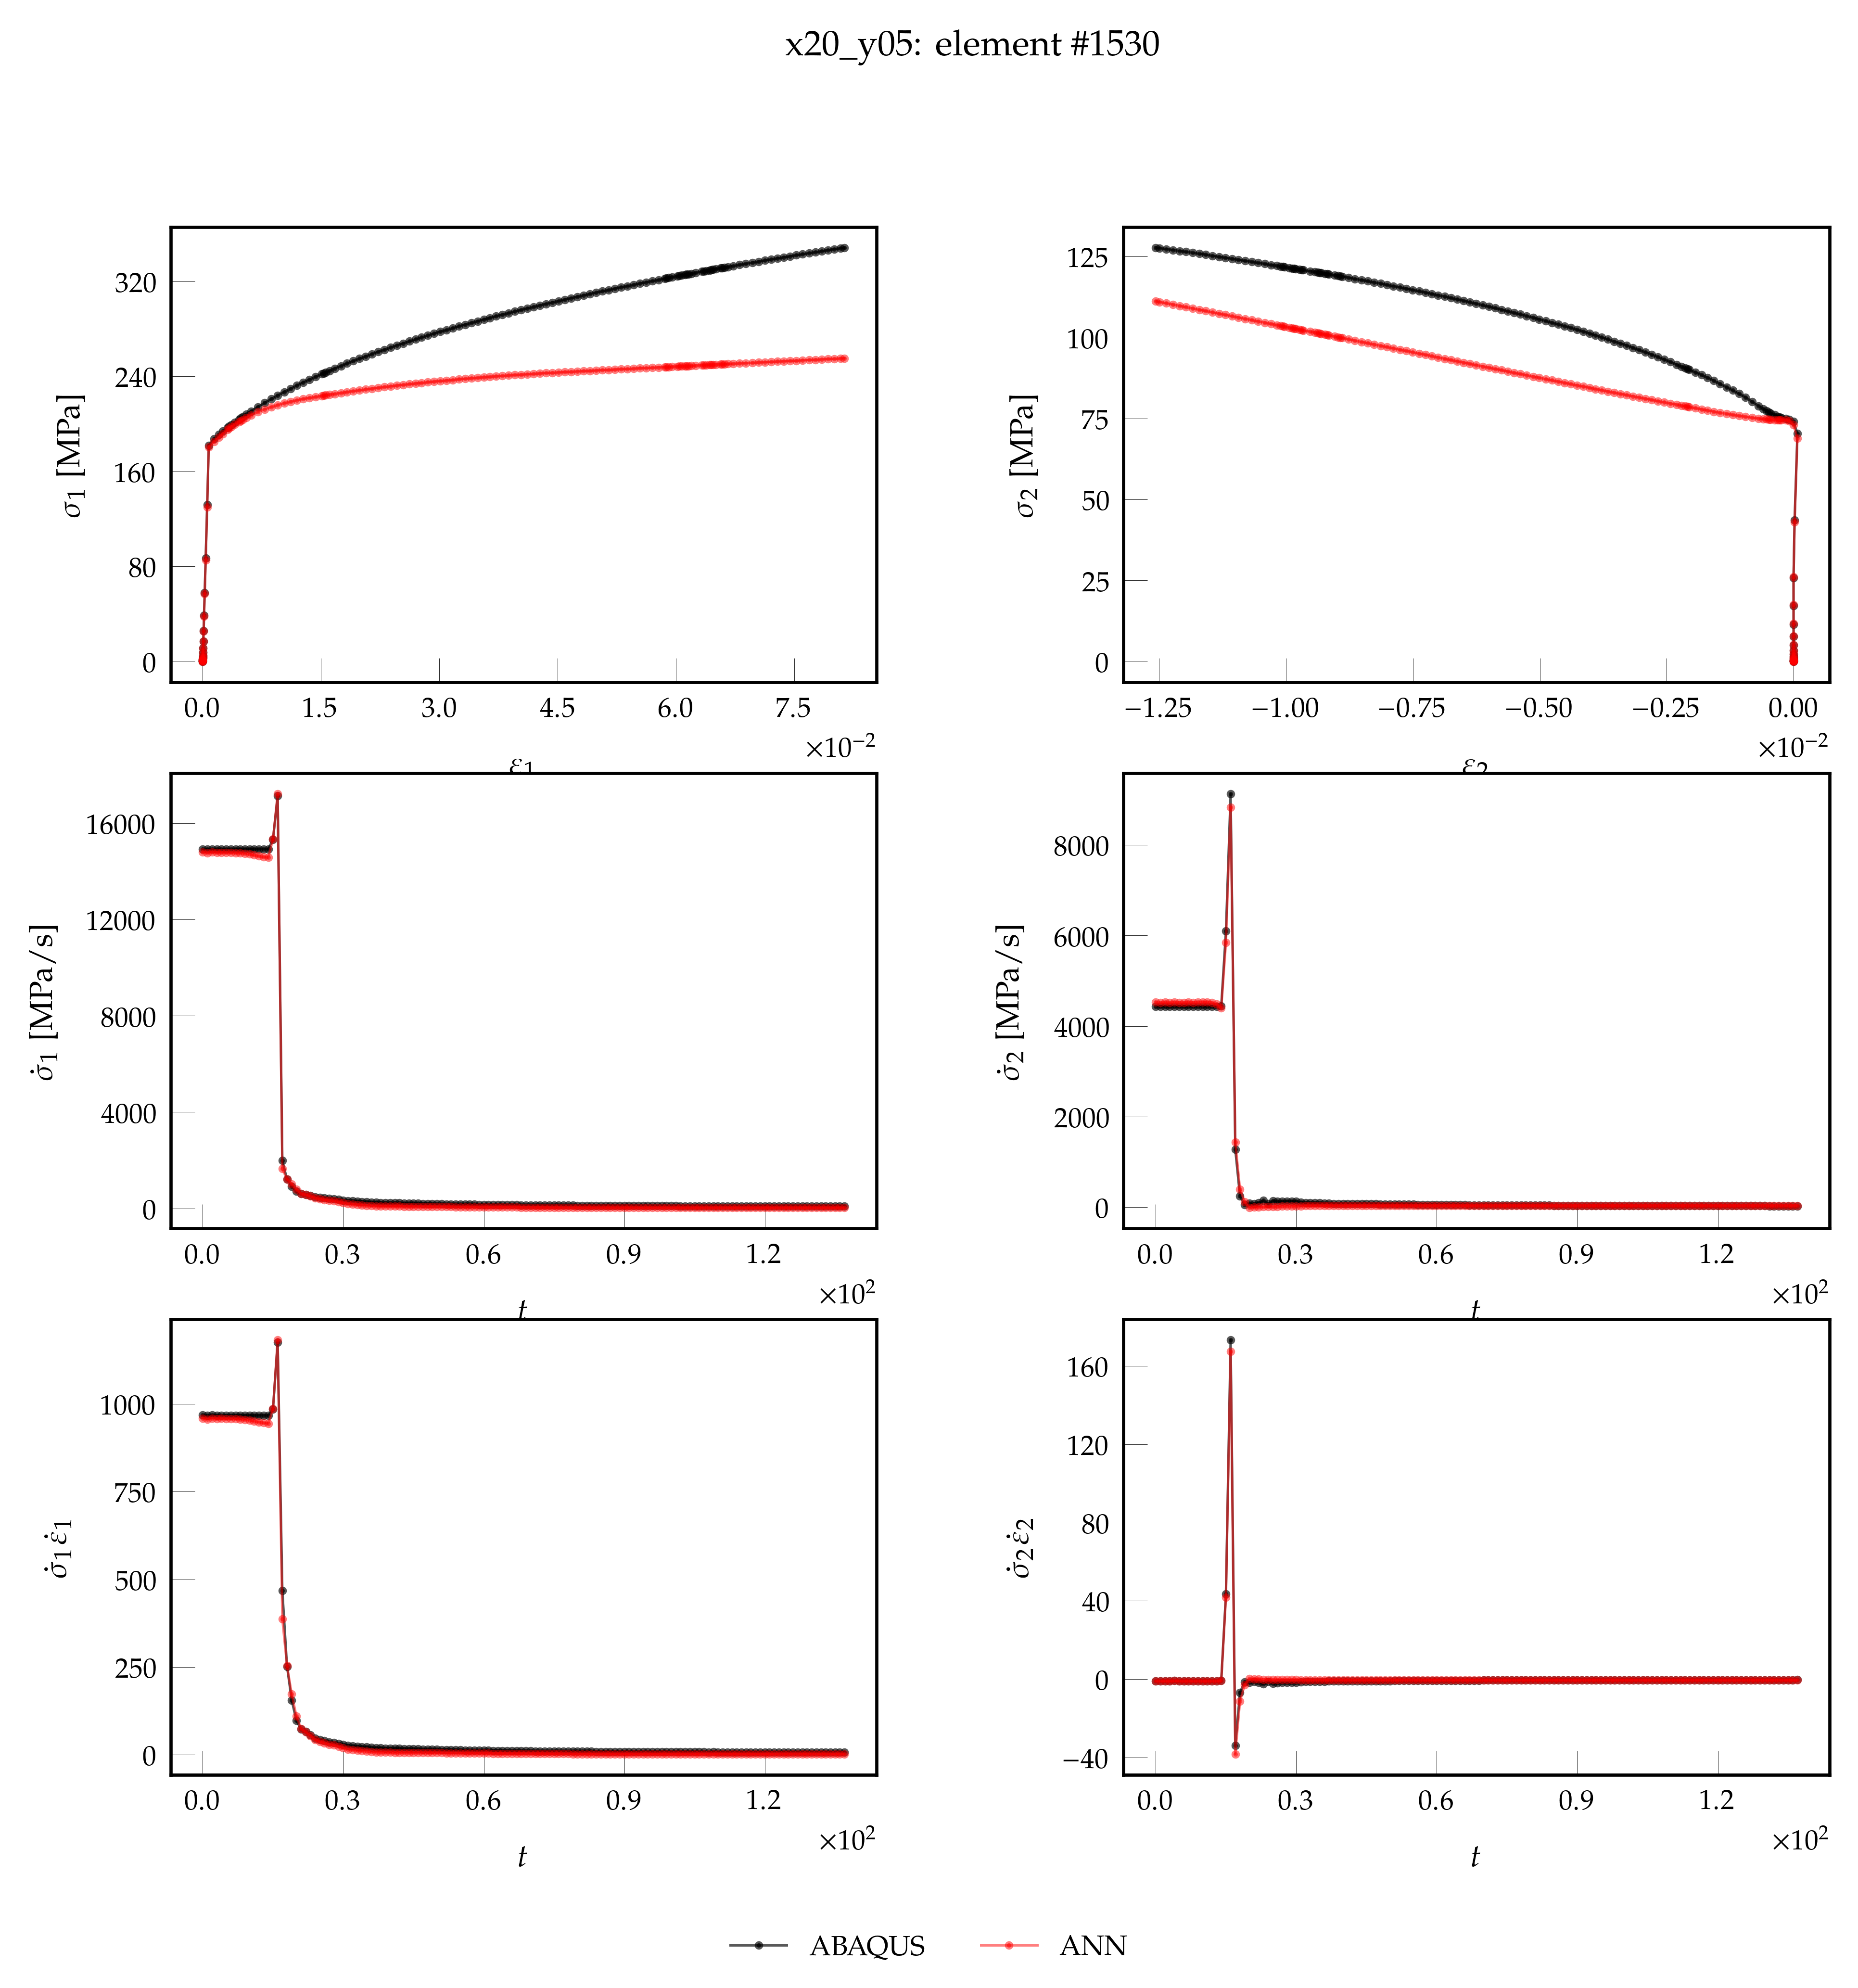 x20_y05: element #1530
σ1 [MPa]
320
240
160
80
0
0.0 1.5 3.0 4.5 6.0 7.5
×10−2
ε1
σ2 [MPa]
125
100
75
50
25
0
−1.25 −1.00 −0.75 −0.50 −0.25 0.00
×10−2
ε2
σ̇1 [MPa/s]
16000
12000
8000
4000
0
0.0 0.3 0.6 0.9 1.2
×102
t
σ̇2 [MPa/s]
8000
6000
4000
2000
0
0.0 0.3 0.6 0.9 1.2
×102
t
σ̇1ε̇1
1000
750
500
250
0
0.0 0.3 0.6 0.9 1.2
×102
t
σ̇2ε̇2
160
120
80
40
0
−40
0.0 0.3 0.6 0.9 1.2
×102
t
ABAQUS ANN